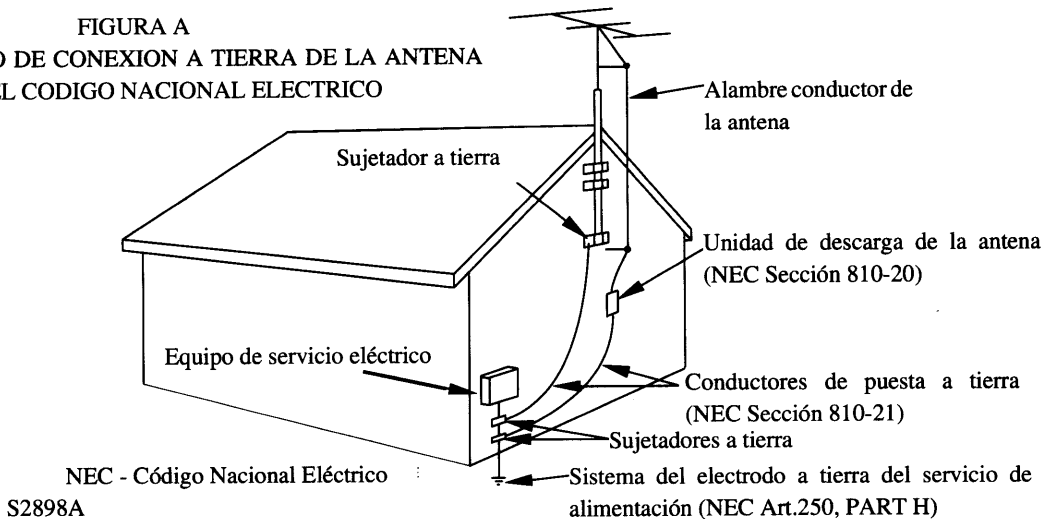 FIGURA A
DE CONEXION A TIERRA DE LA ANTENA
CODIGO NACIONAL ELECTRICO
Alambre conductor de
la antena
Sujetador a tierra
Unidad de descarga de la antena
(NEC Sección 810-20)
Equipo de servicio eléctrico
Conductores de puesta a tierra
(NEC Sección 810-21)
Sujetadores a tierra
NEC - Código Nacional Eléctrico
Sistema del electrodo a tierra del servicio de
alimentación (NEC Art.250, PART H)
S2898A